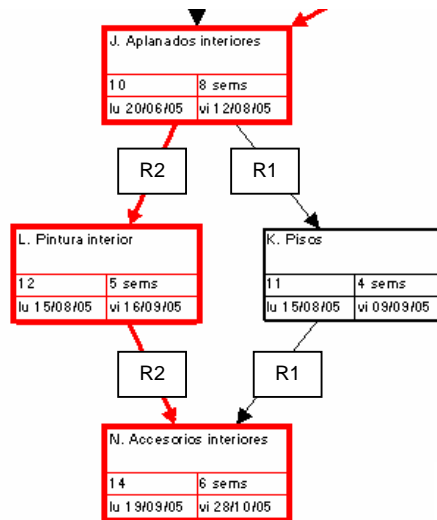 J. Aplanados interiores
10 8 sems
lu 20/06/05 vi 12/08/05
R2 R1
L. Pintura interior
12 5 sems
lu 15/08/05 vi 16/09/05
K. Pisos
11 4 sems
lu 15/08/05 vi 09/09/05
R2 R1
N. Accesorios interiores
14 6 sems
lu 19/09/05 vi 28/10/05